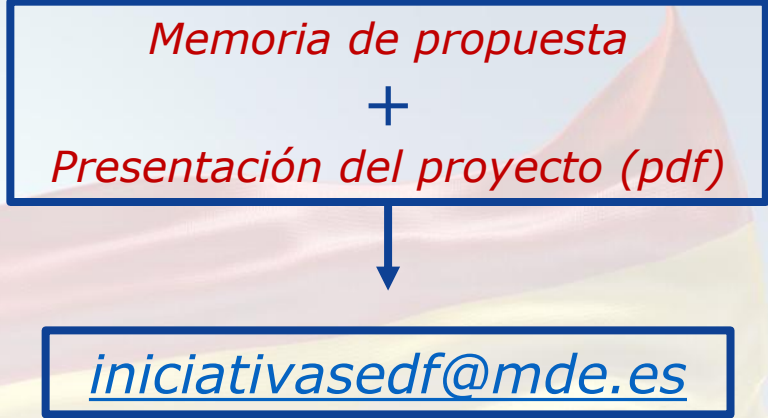 Memoria de propuesta
+
Presentación del proyecto (pdf)
iniciativasedf@mde.es